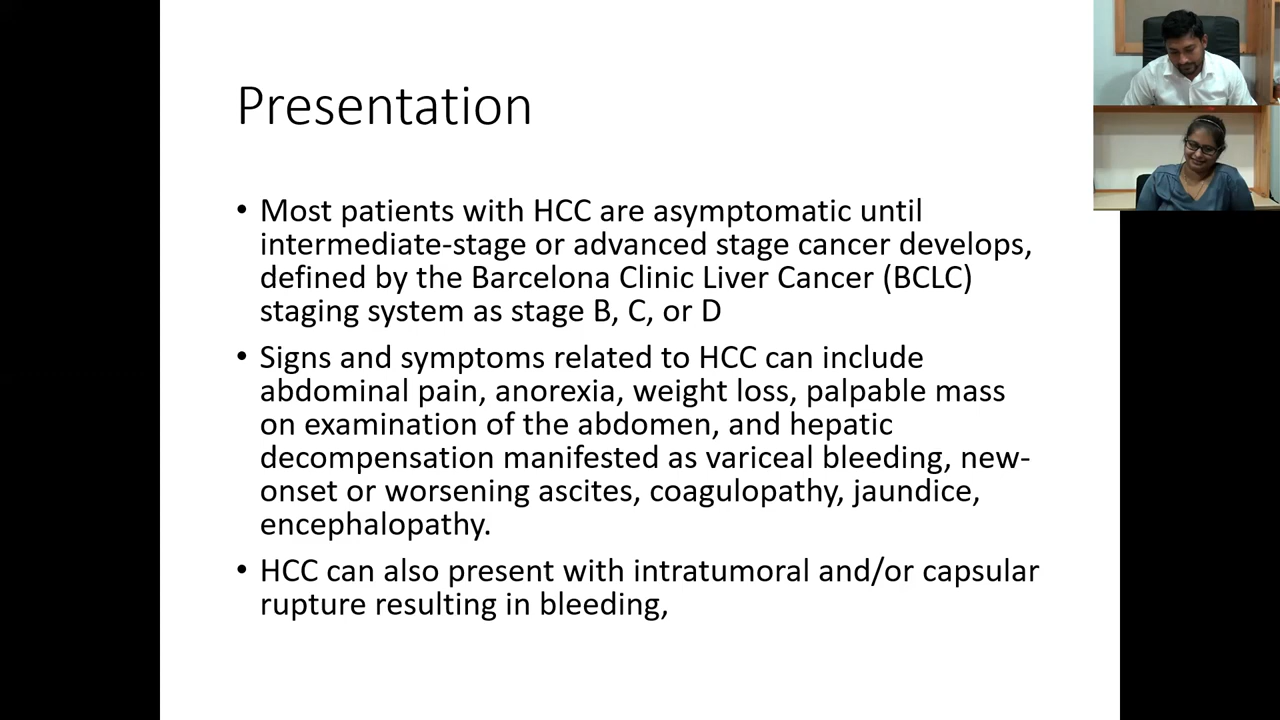 Presentation
• Most patients with HCC are asymptomatic until
intermediate-stage or advanced stage cancer develops,
defined by the Barcelona Clinic Liver Cancer (BCLC)
staging system as stage B, C, or D
• Signs and symptoms related to HCC can include
abdominal pain, anorexia, weight loss, palpable mass
on examination of the abdomen, and hepatic
decompensation manifested as variceal bleeding, new-
onset or worsening ascites, coagulopathy, jaundice,
encephalopathy.
• HCC can also present with intratumoral and/or capsular
rupture resulting in bleeding,